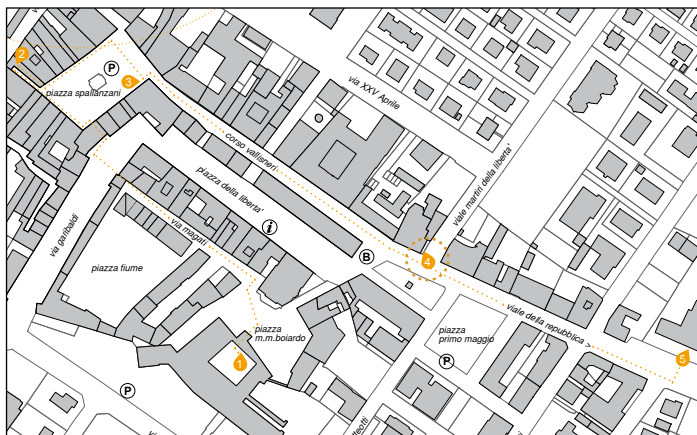 2
P
3
piazza spallanzani
via XXV Aprile
corso vallisneri
viale martiri della liberta'
piazza della liberta'
via garibaldi
via magati
i
B
4
piazza fiume
viale della repubblica >
piazza
m.m.boiardo
piazza
primo maggio
1
P
5
P